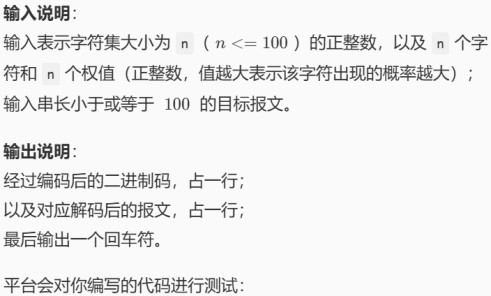 输入说明:
输入表示字符集大小为 n ( n <= 100 ) 的正整数,以及 n 个字
符和 n 个权值(正整数,值越大表示该字符出现的概率越大);
输入串长小于或等于 100 的目标报文。
输出说明:
经过编码后的二进制码,占一行;
以及对应解码后的报文,占一行;
最后输出一个回车符。
平台会对你编写的代码进行测试: